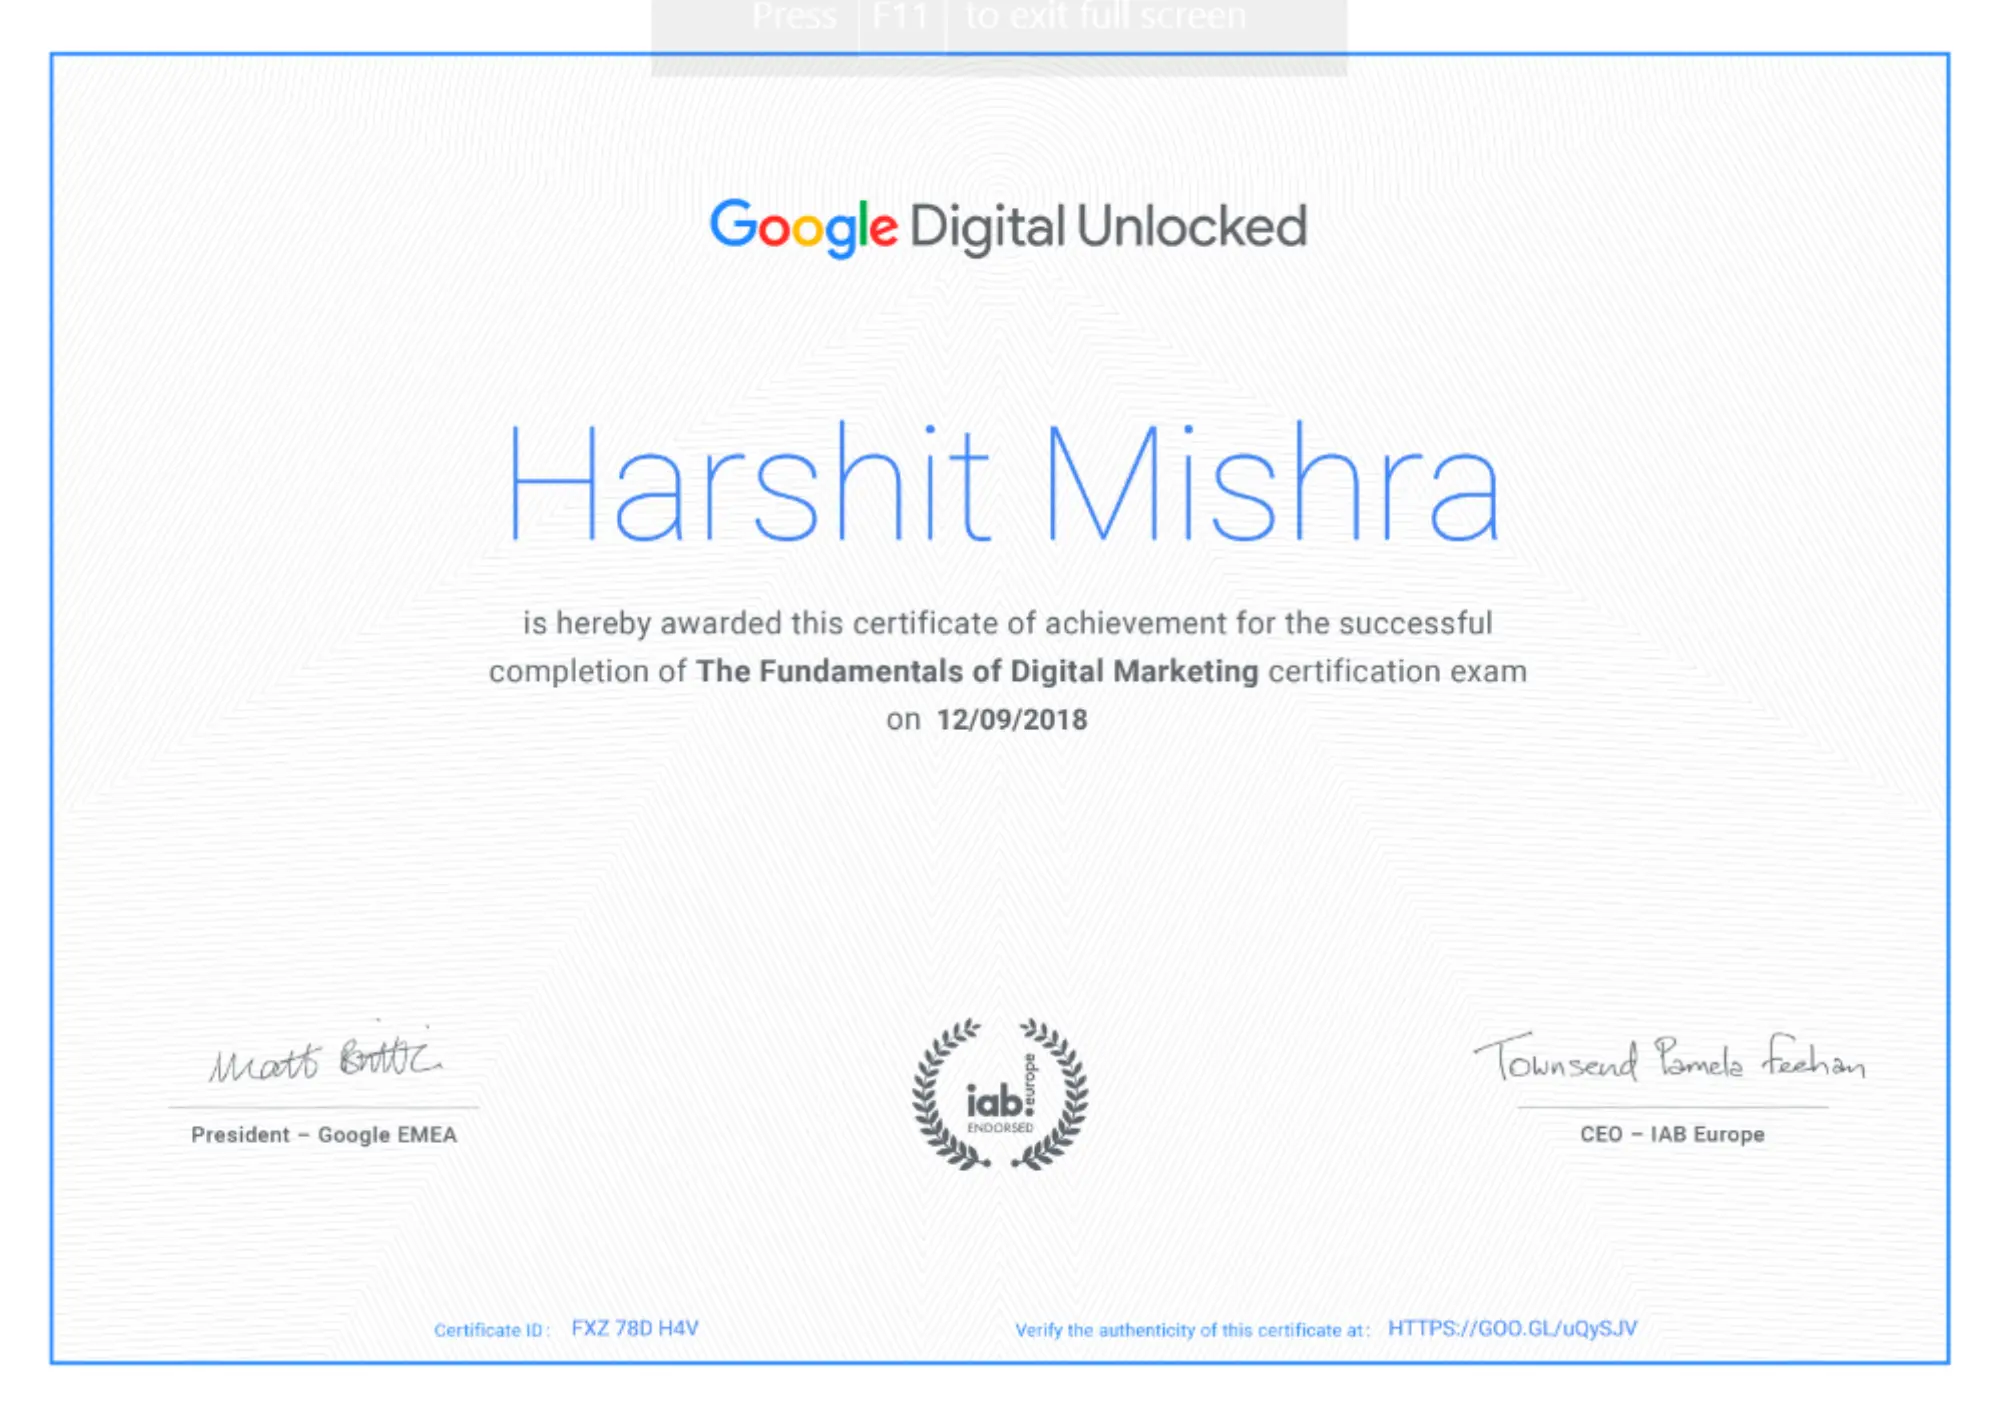 Press F11 to exit full screen
Google Digital Unlocked
Harshit Mishra
is hereby awarded this certificate of achievement for the successful
completion of The Fundamentals of Digital Marketing certification exam
on 12/09/2018
Matt Brittin
Townsend Pamela Feehan
iab.europe
ENDORSED
President – Google EMEA
CEO – IAB Europe
Certificate ID : FXZ 78D H4V
Verify the authenticity of this certificate at : HTTPS://GOO.GL/uQySJV